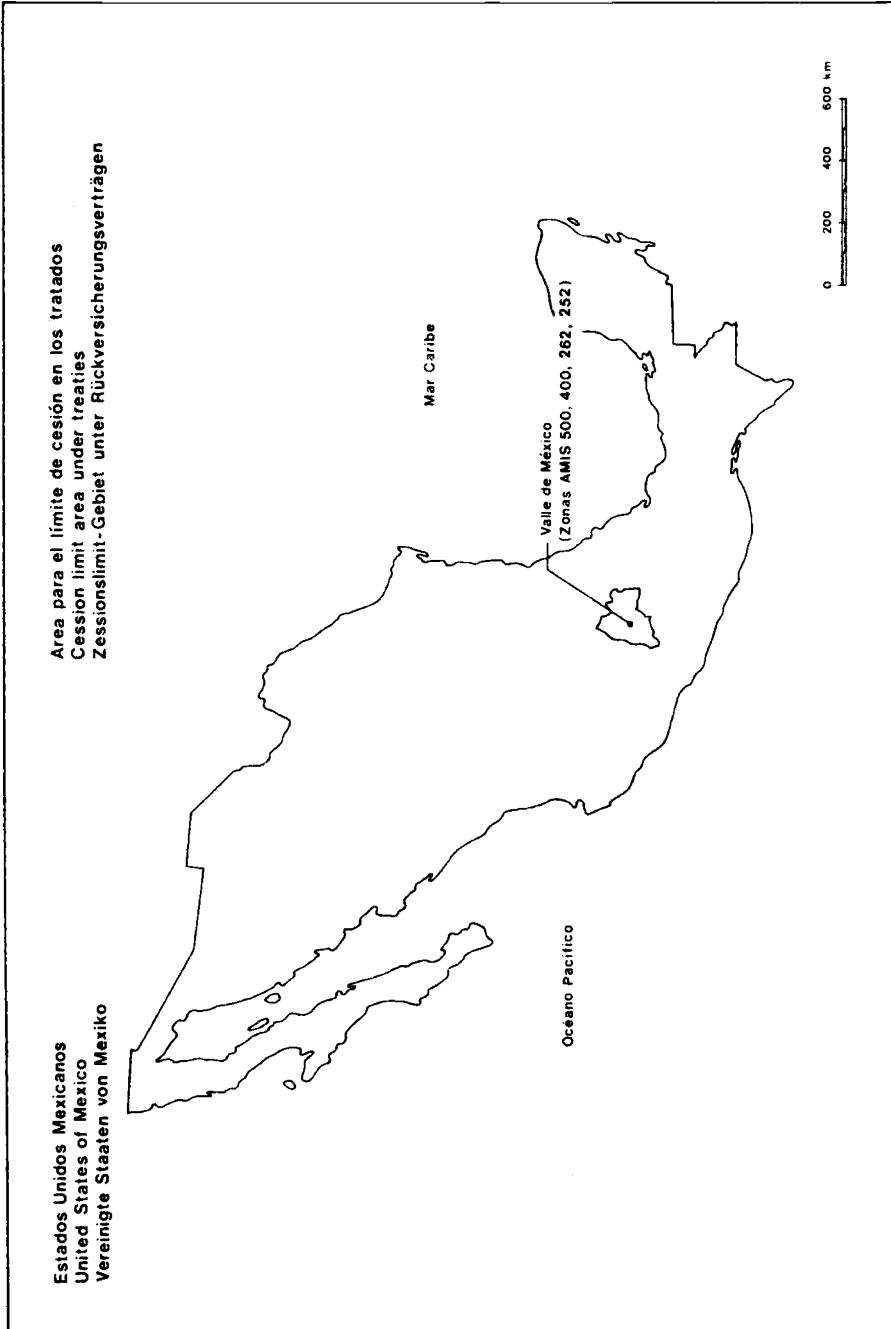 Estados Unidos Mexicanos
United States of Mexico
Vereinigte Staaten von Mexiko
Area para el límite de cesión en los tratados
Cession limit area under treaties
Zessionslimit-Gebiet unter Rückversicherungsverträgen
Mar Caribe
Valle de México
(Zonas AMIS 500, 400, 262, 252)
Océano Pacífico
0 200 400 600 km